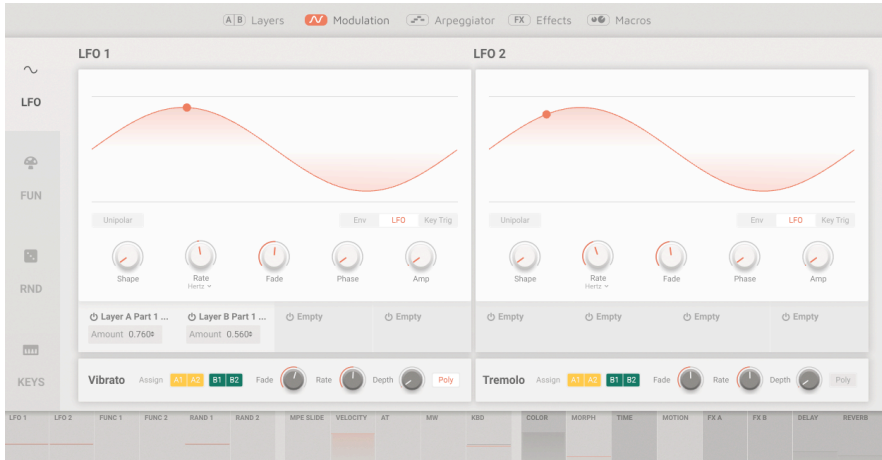 A B Layers Modulation Arpeggiator FX Effects Macros
LFO 1 LFO 2
LFO
FUN
RND
KEYS
Unipolar Env LFO Key Trig Unipolar Env LFO Key Trig
Shape Rate Fade Phase Amp Shape Rate Fade Phase Amp
Hertz Hertz
Layer A Part 1 ... Layer B Part 1 ... Empty Empty Empty Empty Empty Empty
Amount 0.760 Amount 0.560
Vibrato Assign A1 A2 B1 B2 Fade Rate Depth Poly Tremolo Assign A1 A2 B1 B2 Fade Rate Depth Poly
LFO 1 LFO 2 FUNC 1 FUNC 2 RAND 1 RAND 2 MPE SLIDE VELOCITY AT MW KBD COLOR MORPH TIME MOTION FX A FX B DELAY REVERB